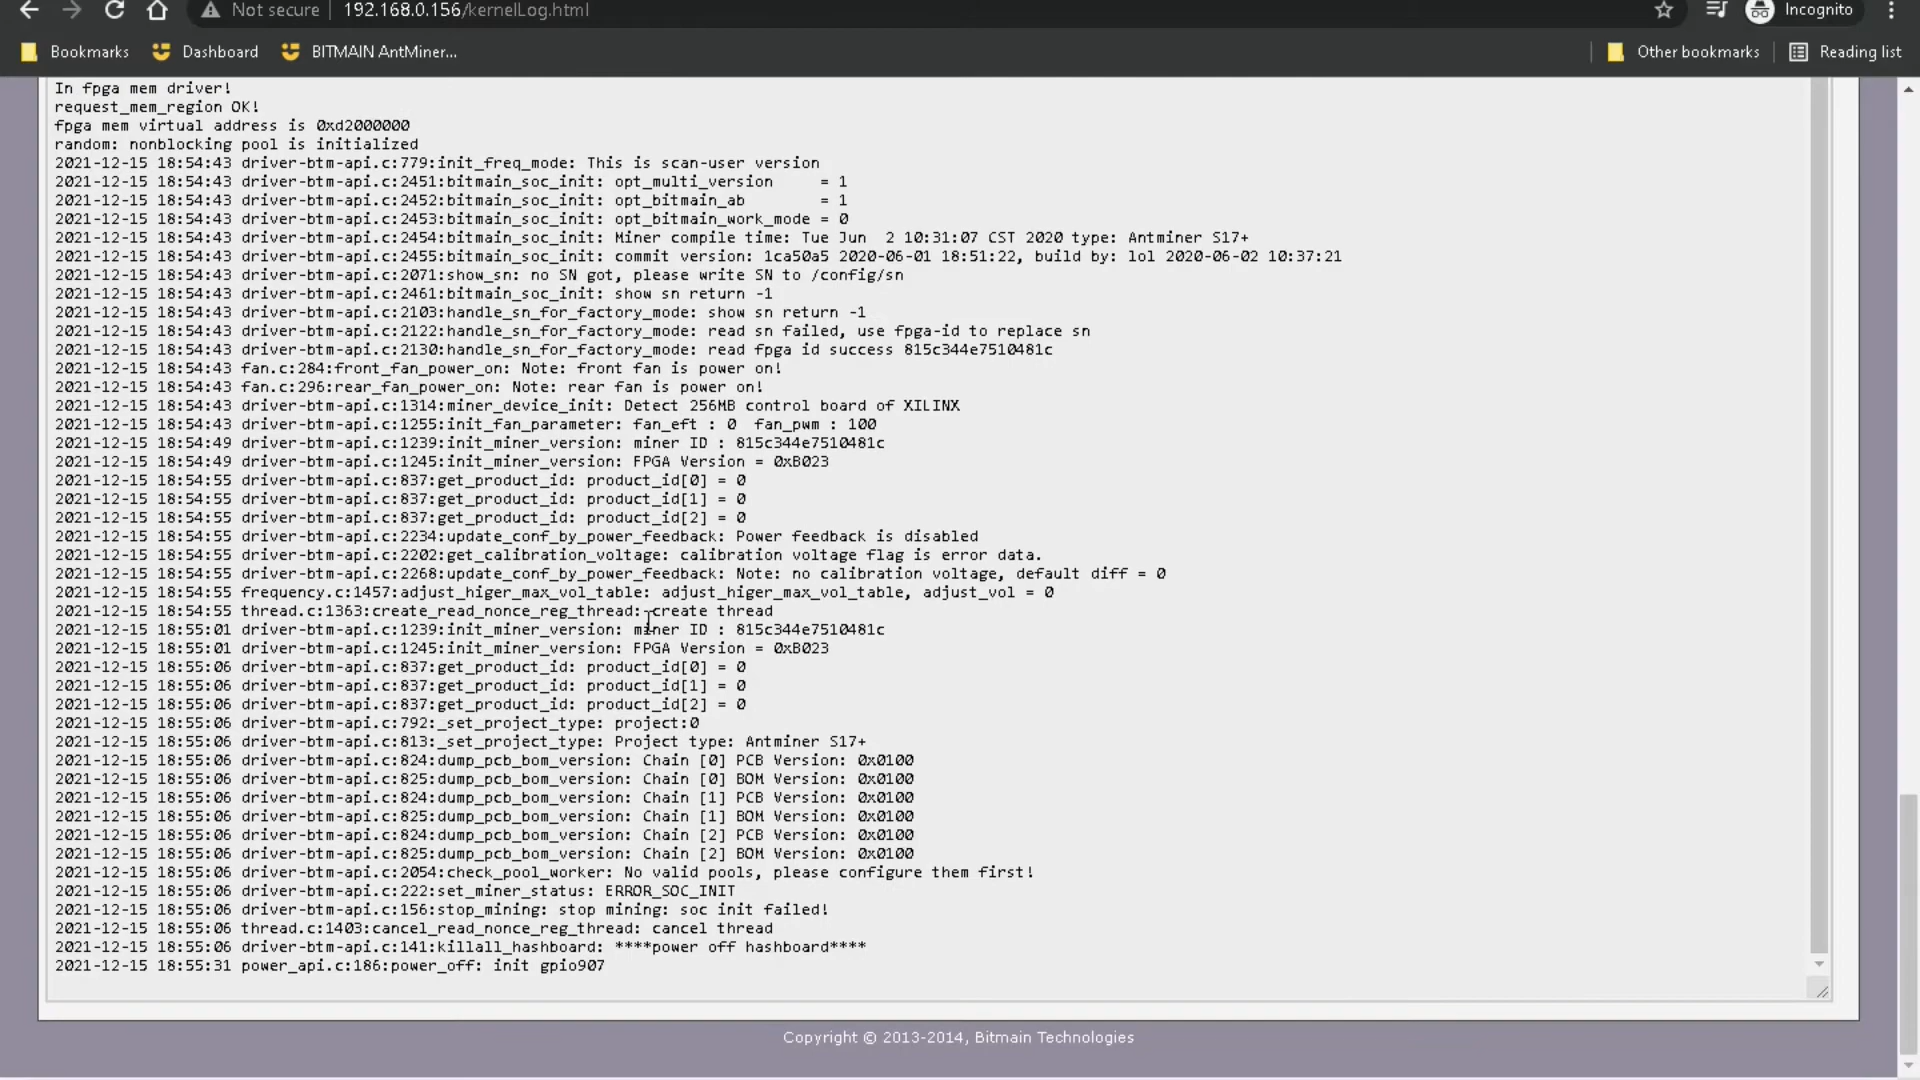 Not secure
192.168.0.156/kernelLog.html
Incognito
Bookmarks
Dashboard
BITMAIN AntMiner...
Other bookmarks
Reading list
In fpga mem driver!
request_mem_region OK!
fpga mem virtual address is 0xd2000000
random: nonblocking pool is initialized
2021-12-15 18:54:43 driver-btm-api.c:779:init_freq_mode: This is scan-user version
2021-12-15 18:54:43 driver-btm-api.c:2451:bitmain_soc_init: opt_multi_version     = 1
2021-12-15 18:54:43 driver-btm-api.c:2452:bitmain_soc_init: opt_bitmain_ab        = 1
2021-12-15 18:54:43 driver-btm-api.c:2453:bitmain_soc_init: opt_bitmain_work_mode = 0
2021-12-15 18:54:43 driver-btm-api.c:2454:bitmain_soc_init: Miner compile time: Tue Jun  2 10:31:07 CST 2020 type: Antminer S17+
2021-12-15 18:54:43 driver-btm-api.c:2455:bitmain_soc_init: commit version: 1ca50a5 2020-06-01 18:51:22, build by: lol 2020-06-02 10:37:21
2021-12-15 18:54:43 driver-btm-api.c:2071:show_sn: no SN got, please write SN to /config/sn
2021-12-15 18:54:43 driver-btm-api.c:2461:bitmain_soc_init: show sn return -1
2021-12-15 18:54:43 driver-btm-api.c:2103:handle_sn_for_factory_mode: show sn return -1
2021-12-15 18:54:43 driver-btm-api.c:2122:handle_sn_for_factory_mode: read sn failed, use fpga-id to replace sn
2021-12-15 18:54:43 driver-btm-api.c:2130:handle_sn_for_factory_mode: read fpga id success 815c344e7510481c
2021-12-15 18:54:43 fan.c:284:front_fan_power_on: Note: front fan is power on!
2021-12-15 18:54:43 fan.c:296:rear_fan_power_on: Note: rear fan is power on!
2021-12-15 18:54:43 driver-btm-api.c:1314:miner_device_init: Detect 256MB control board of XILINX
2021-12-15 18:54:43 driver-btm-api.c:1255:init_fan_parameter: fan_eft : 0  fan_pwm : 100
2021-12-15 18:54:49 driver-btm-api.c:1239:init_miner_version: miner ID : 815c344e7510481c
2021-12-15 18:54:49 driver-btm-api.c:1245:init_miner_version: FPGA Version = 0xB023
2021-12-15 18:54:55 driver-btm-api.c:837:get_product_id: product_id[0] = 0
2021-12-15 18:54:55 driver-btm-api.c:837:get_product_id: product_id[1] = 0
2021-12-15 18:54:55 driver-btm-api.c:837:get_product_id: product_id[2] = 0
2021-12-15 18:54:55 driver-btm-api.c:2234:update_conf_by_power_feedback: Power feedback is disabled
2021-12-15 18:54:55 driver-btm-api.c:2202:get_calibration_voltage: calibration voltage flag is error data.
2021-12-15 18:54:55 driver-btm-api.c:2268:update_conf_by_power_feedback: Note: no calibration voltage, default diff = 0
2021-12-15 18:54:55 frequency.c:1457:adjust_higer_max_vol_table: adjust_higer_max_vol_table, adjust_vol = 0
2021-12-15 18:54:55 thread.c:1363:create_read_nonce_reg_thread: create thread
2021-12-15 18:55:01 driver-btm-api.c:1239:init_miner_version: miner ID : 815c344e7510481c
2021-12-15 18:55:01 driver-btm-api.c:1245:init_miner_version: FPGA Version = 0xB023
2021-12-15 18:55:06 driver-btm-api.c:837:get_product_id: product_id[0] = 0
2021-12-15 18:55:06 driver-btm-api.c:837:get_product_id: product_id[1] = 0
2021-12-15 18:55:06 driver-btm-api.c:837:get_product_id: product_id[2] = 0
2021-12-15 18:55:06 driver-btm-api.c:792:_set_project_type: project:0
2021-12-15 18:55:06 driver-btm-api.c:813:_set_project_type: Project type: Antminer S17+
2021-12-15 18:55:06 driver-btm-api.c:824:dump_pcb_bom_version: Chain [0] PCB Version: 0x0100
2021-12-15 18:55:06 driver-btm-api.c:825:dump_pcb_bom_version: Chain [0] BOM Version: 0x0100
2021-12-15 18:55:06 driver-btm-api.c:824:dump_pcb_bom_version: Chain [1] PCB Version: 0x0100
2021-12-15 18:55:06 driver-btm-api.c:825:dump_pcb_bom_version: Chain [1] BOM Version: 0x0100
2021-12-15 18:55:06 driver-btm-api.c:824:dump_pcb_bom_version: Chain [2] PCB Version: 0x0100
2021-12-15 18:55:06 driver-btm-api.c:825:dump_pcb_bom_version: Chain [2] BOM Version: 0x0100
2021-12-15 18:55:06 driver-btm-api.c:2054:check_pool_worker: No valid pools, please configure them first!
2021-12-15 18:55:06 driver-btm-api.c:222:set_miner_status: ERROR_SOC_INIT
2021-12-15 18:55:06 driver-btm-api.c:156:stop_mining: stop mining: soc init failed!
2021-12-15 18:55:06 thread.c:1403:cancel_read_nonce_reg_thread: cancel thread
2021-12-15 18:55:06 driver-btm-api.c:141:killall_hashboard: ****power off hashboard****
2021-12-15 18:55:31 power_api.c:186:power_off: init gpio907
Copyright © 2013-2014, Bitmain Technologies